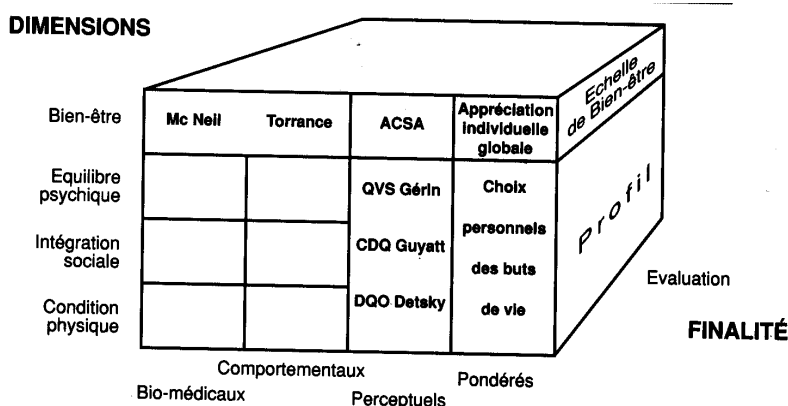 DIMENSIONS
Echelle
de Bien-être
Bien-être
Mc Neil
Torrance
ACSA
Appréciation
individuelle
globale
Equilibre
psychique
QVS Gérin
Choix
Profil
personnels
Intégration
sociale
CDQ Guyatt
des buts
Evaluation
Condition
physique
DQO Detsky
de vie
FINALITÉ
Comportementaux
Pondérés
Bio-médicaux
Perceptuels